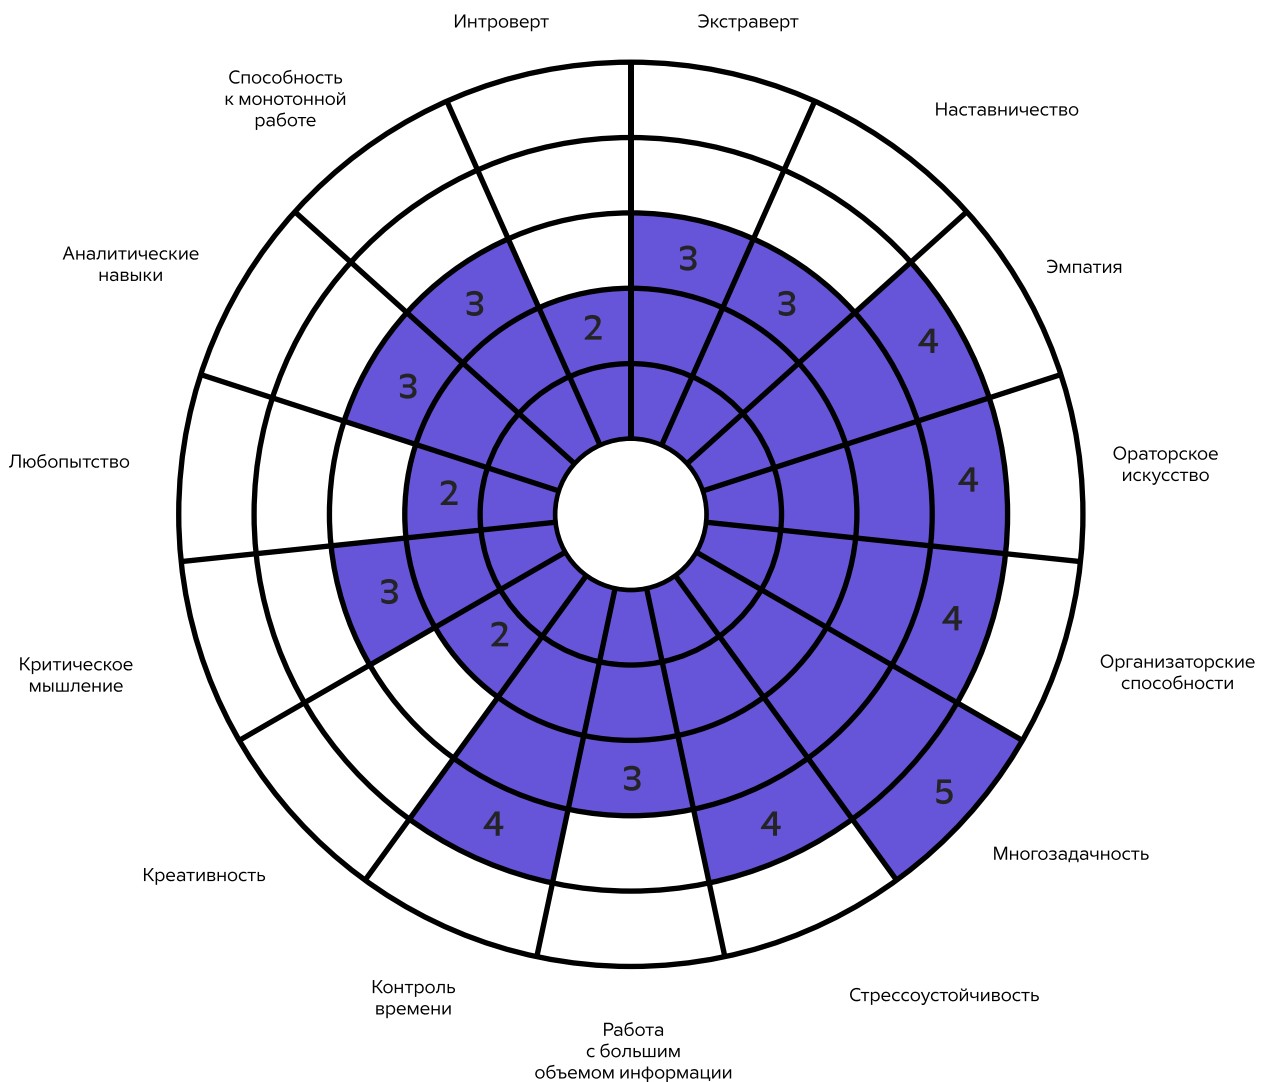 Интроверт
Экстраверт
Способность
к монотонной
работе
Наставничество
Аналитические
навыки
Эмпатия
3
3
3
2
4
3
Любопытство
Ораторское
искусство
2
4
3
2
4
Критическое
мышление
Организаторские
способности
3
5
4
4
Креативность
Многозадачность
Контроль
времени
Стрессоустойчивость
Работа
с большим
объемом информации